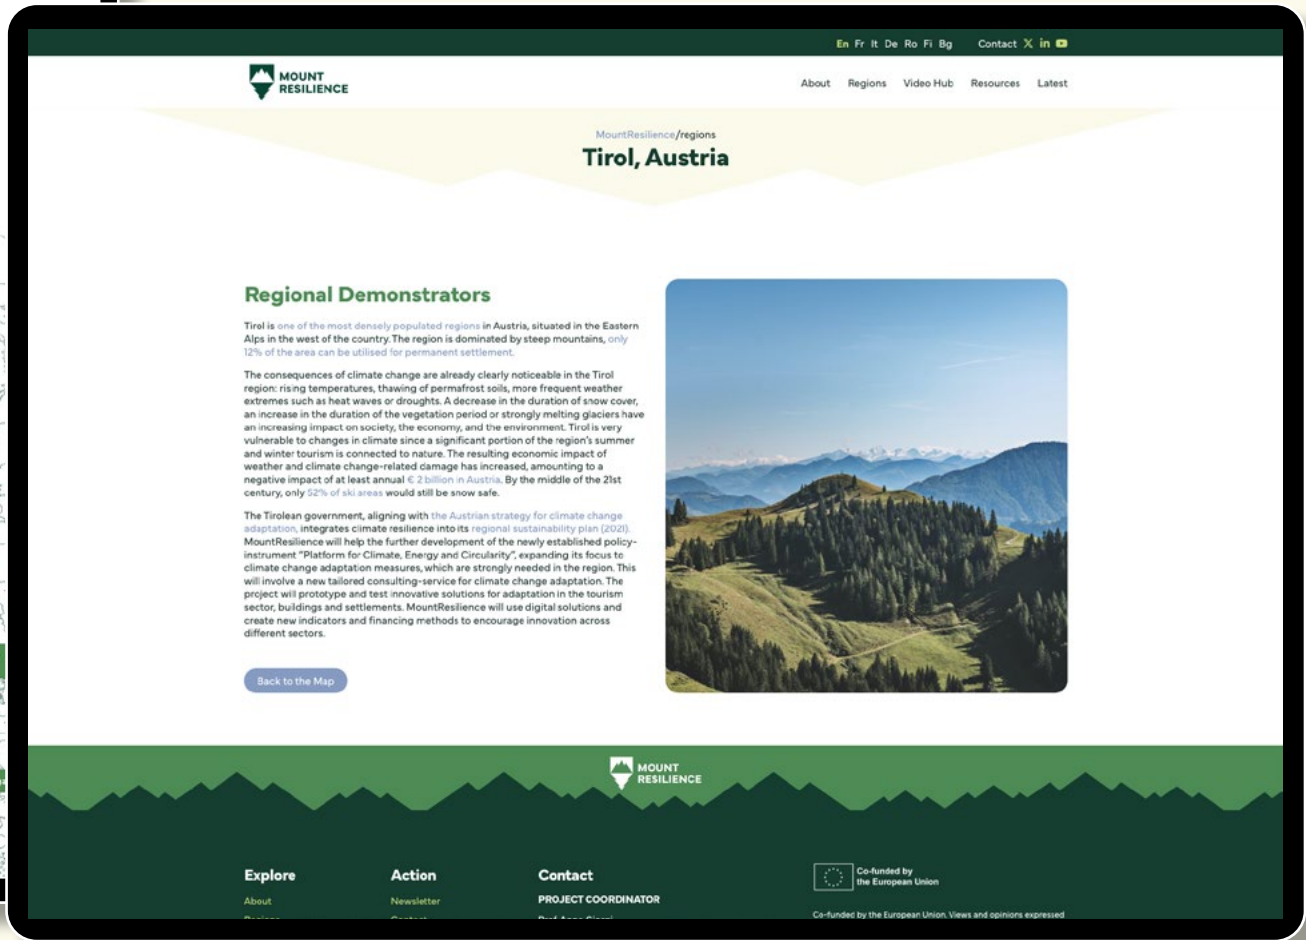 En Fr It De Ro Fi Bg Contact
MOUNT
RESILIENCE
About Regions Video Hub Resources Latest
MountResilience/regions
Tirol, Austria
Regional Demonstrators
Tirol is one of the most densely populated regions in Austria, situated in the Eastern
Alps in the west of the country. The region is dominated by steep mountains, only
12% of the area can be utilised for permanent settlement.
The consequences of climate change are already clearly noticeable in the Tirol
region: rising temperatures, thawing of permafrost soils, more frequent weather
extremes such as heat waves or droughts. A decrease in the duration of snow cover,
an increase in the duration of the vegetation period or strongly melting glaciers have
an increasing impact on society, the economy, and the environment. Tirol is very
vulnerable to changes in climate since a significant portion of the region's summer
and winter tourism is connected to nature. The resulting economic impact of
weather and climate change-related damage has increased, amounting to a
negative impact of at least annual € 2 billion in Austria. By the middle of the 21st
century, only 52% of ski areas would still be snow safe.
The Tirolean government, aligning with the Austrian strategy for climate change
adaptation, integrates climate resilience into its regional sustainability plan (2021).
MountResilience will help the further development of the newly established policy-
instrument "Platform for Climate, Energy and Circularity", expanding its focus to
climate change adaptation measures, which are strongly needed in the region. This
will involve a new tailored consulting-service for climate change adaptation. The
project will prototype and test innovative solutions for adaptation in the tourism
sector, buildings and settlements. MountResilience will use digital solutions and
create new indicators and financing methods to encourage innovation across
different sectors.
Back to the Map
MOUNT
RESILIENCE
Explore
About
Action
Newsletter
Contact
PROJECT COORDINATOR
Co-funded by
the European Union
Co-funded by the European Union. Views and opinions expressed